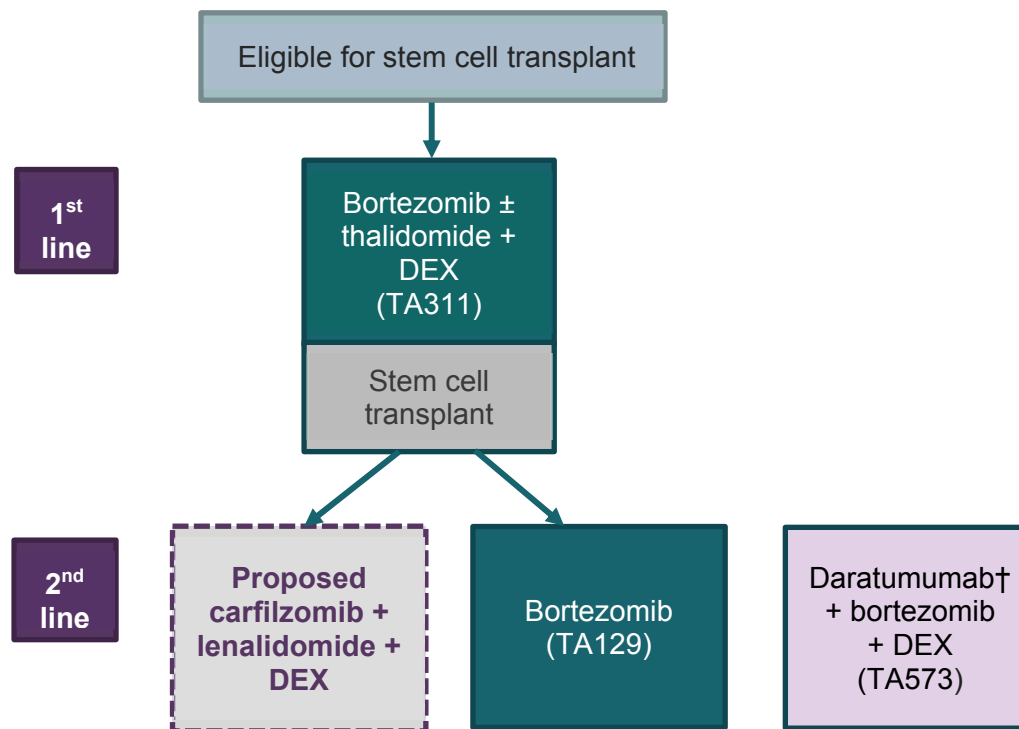 Eligible for stem cell transplant
1st
line
Bortezomib ±
thalidomide +
DEX
(TA311)
Stem cell
transplant
2nd
line
Proposed
carfilzomib +
lenalidomide +
DEX
Bortezomib
(TA129)
Daratumumab†
+ bortezomib
+ DEX
(TA573)